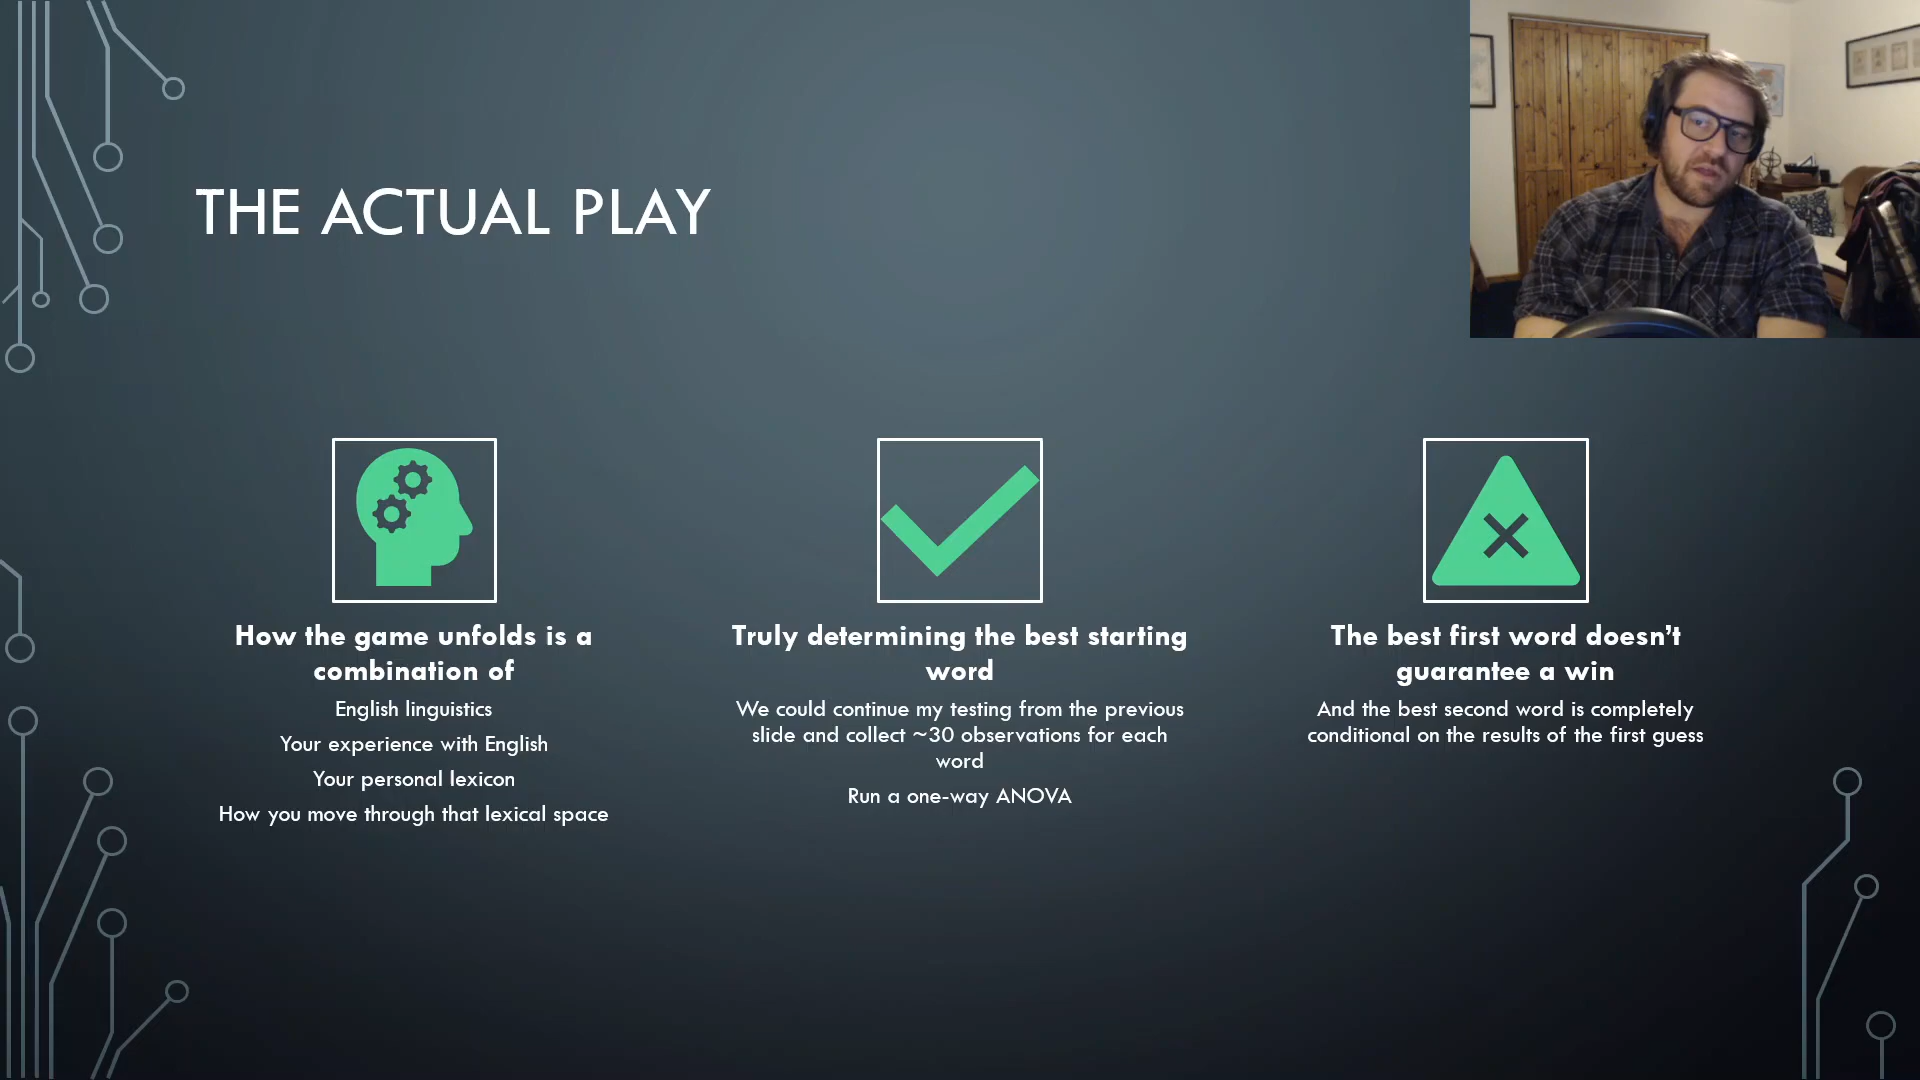 THE ACTUAL PLAY
How the game unfolds is a
combination of
English linguistics
Your experience with English
Your personal lexicon
How you move through that lexical space
Truly determining the best starting
word
We could continue my testing from the previous
slide and collect ~30 observations for each
word
Run a one-way ANOVA
The best first word doesn’t
guarantee a win
And the best second word is completely
conditional on the results of the first guess